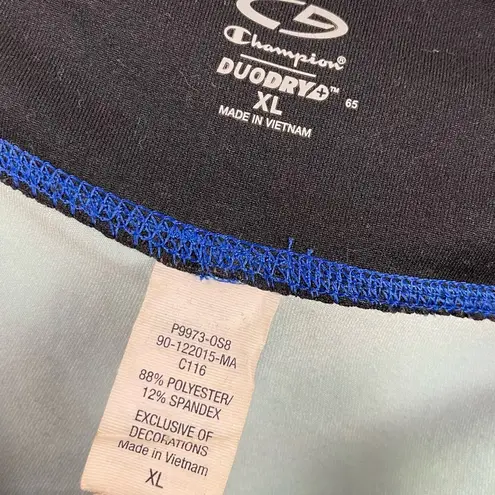 Champion®
DUODRY+™ 65
XL
MADE IN VIETNAM
P9973-0S8
90-122015-MA
C116
88% POLYESTER/
12% SPANDEX
EXCLUSIVE OF
DECORATIONS
Made in Vietnam
XL